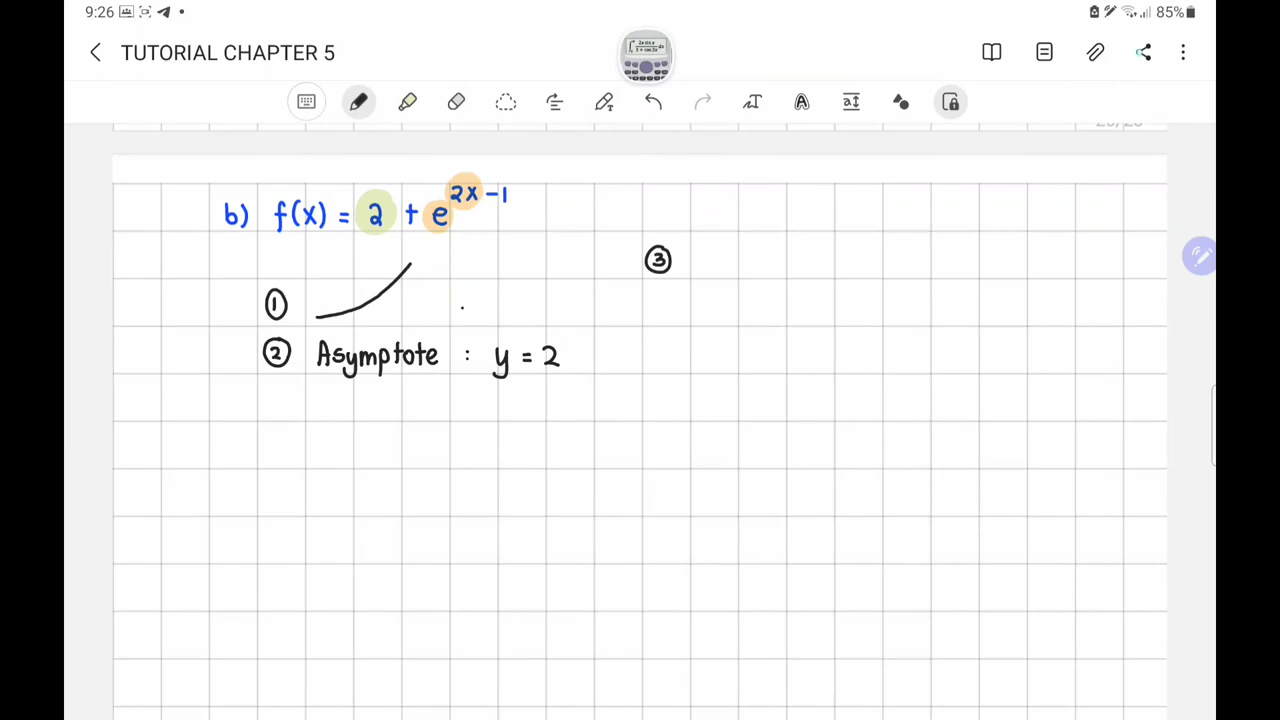 9:26 85%
TUTORIAL CHAPTER 5
b) f(x) = 2 + e^{2x-1}
③
①
② Asymptote : y = 2